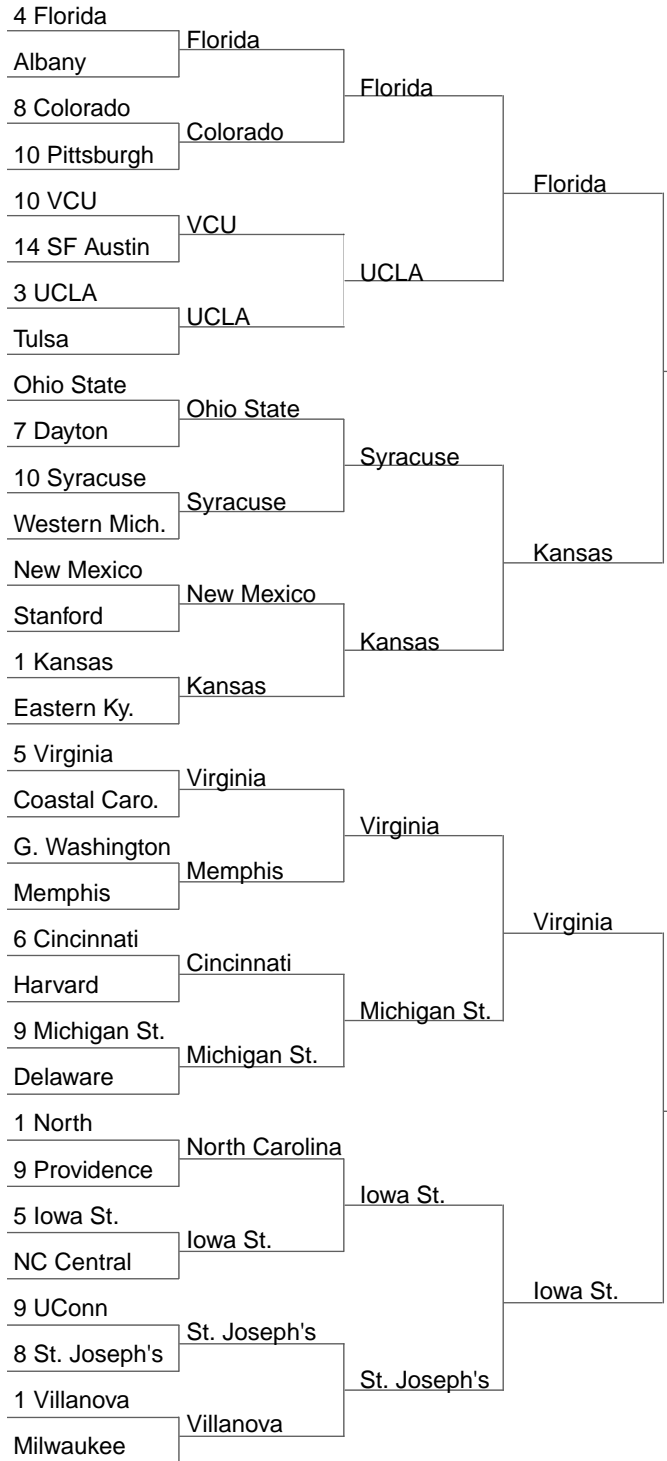 4 Florida
Albany
8 Colorado
10 Pittsburgh
10 VCU
14 SF Austin
3 UCLA
Tulsa
Ohio State
7 Dayton
10 Syracuse
Western Mich.
New Mexico
Stanford
1 Kansas
Eastern Ky.
5 Virginia
Coastal Caro.
G. Washington
Memphis
6 Cincinnati
Harvard
9 Michigan St.
Delaware
1 North
9 Providence
5 Iowa St.
NC Central
9 UConn
8 St. Joseph's
1 Villanova
Milwaukee
Florida
Colorado
VCU
UCLA
Ohio State
Syracuse
New Mexico
Kansas
Virginia
Memphis
Cincinnati
Michigan St.
North Carolina
Iowa St.
St. Joseph's
Villanova
Florida
UCLA
Syracuse
Kansas
Virginia
Michigan St.
Iowa St.
St. Joseph's
Florida
Kansas
Virginia
Iowa St.